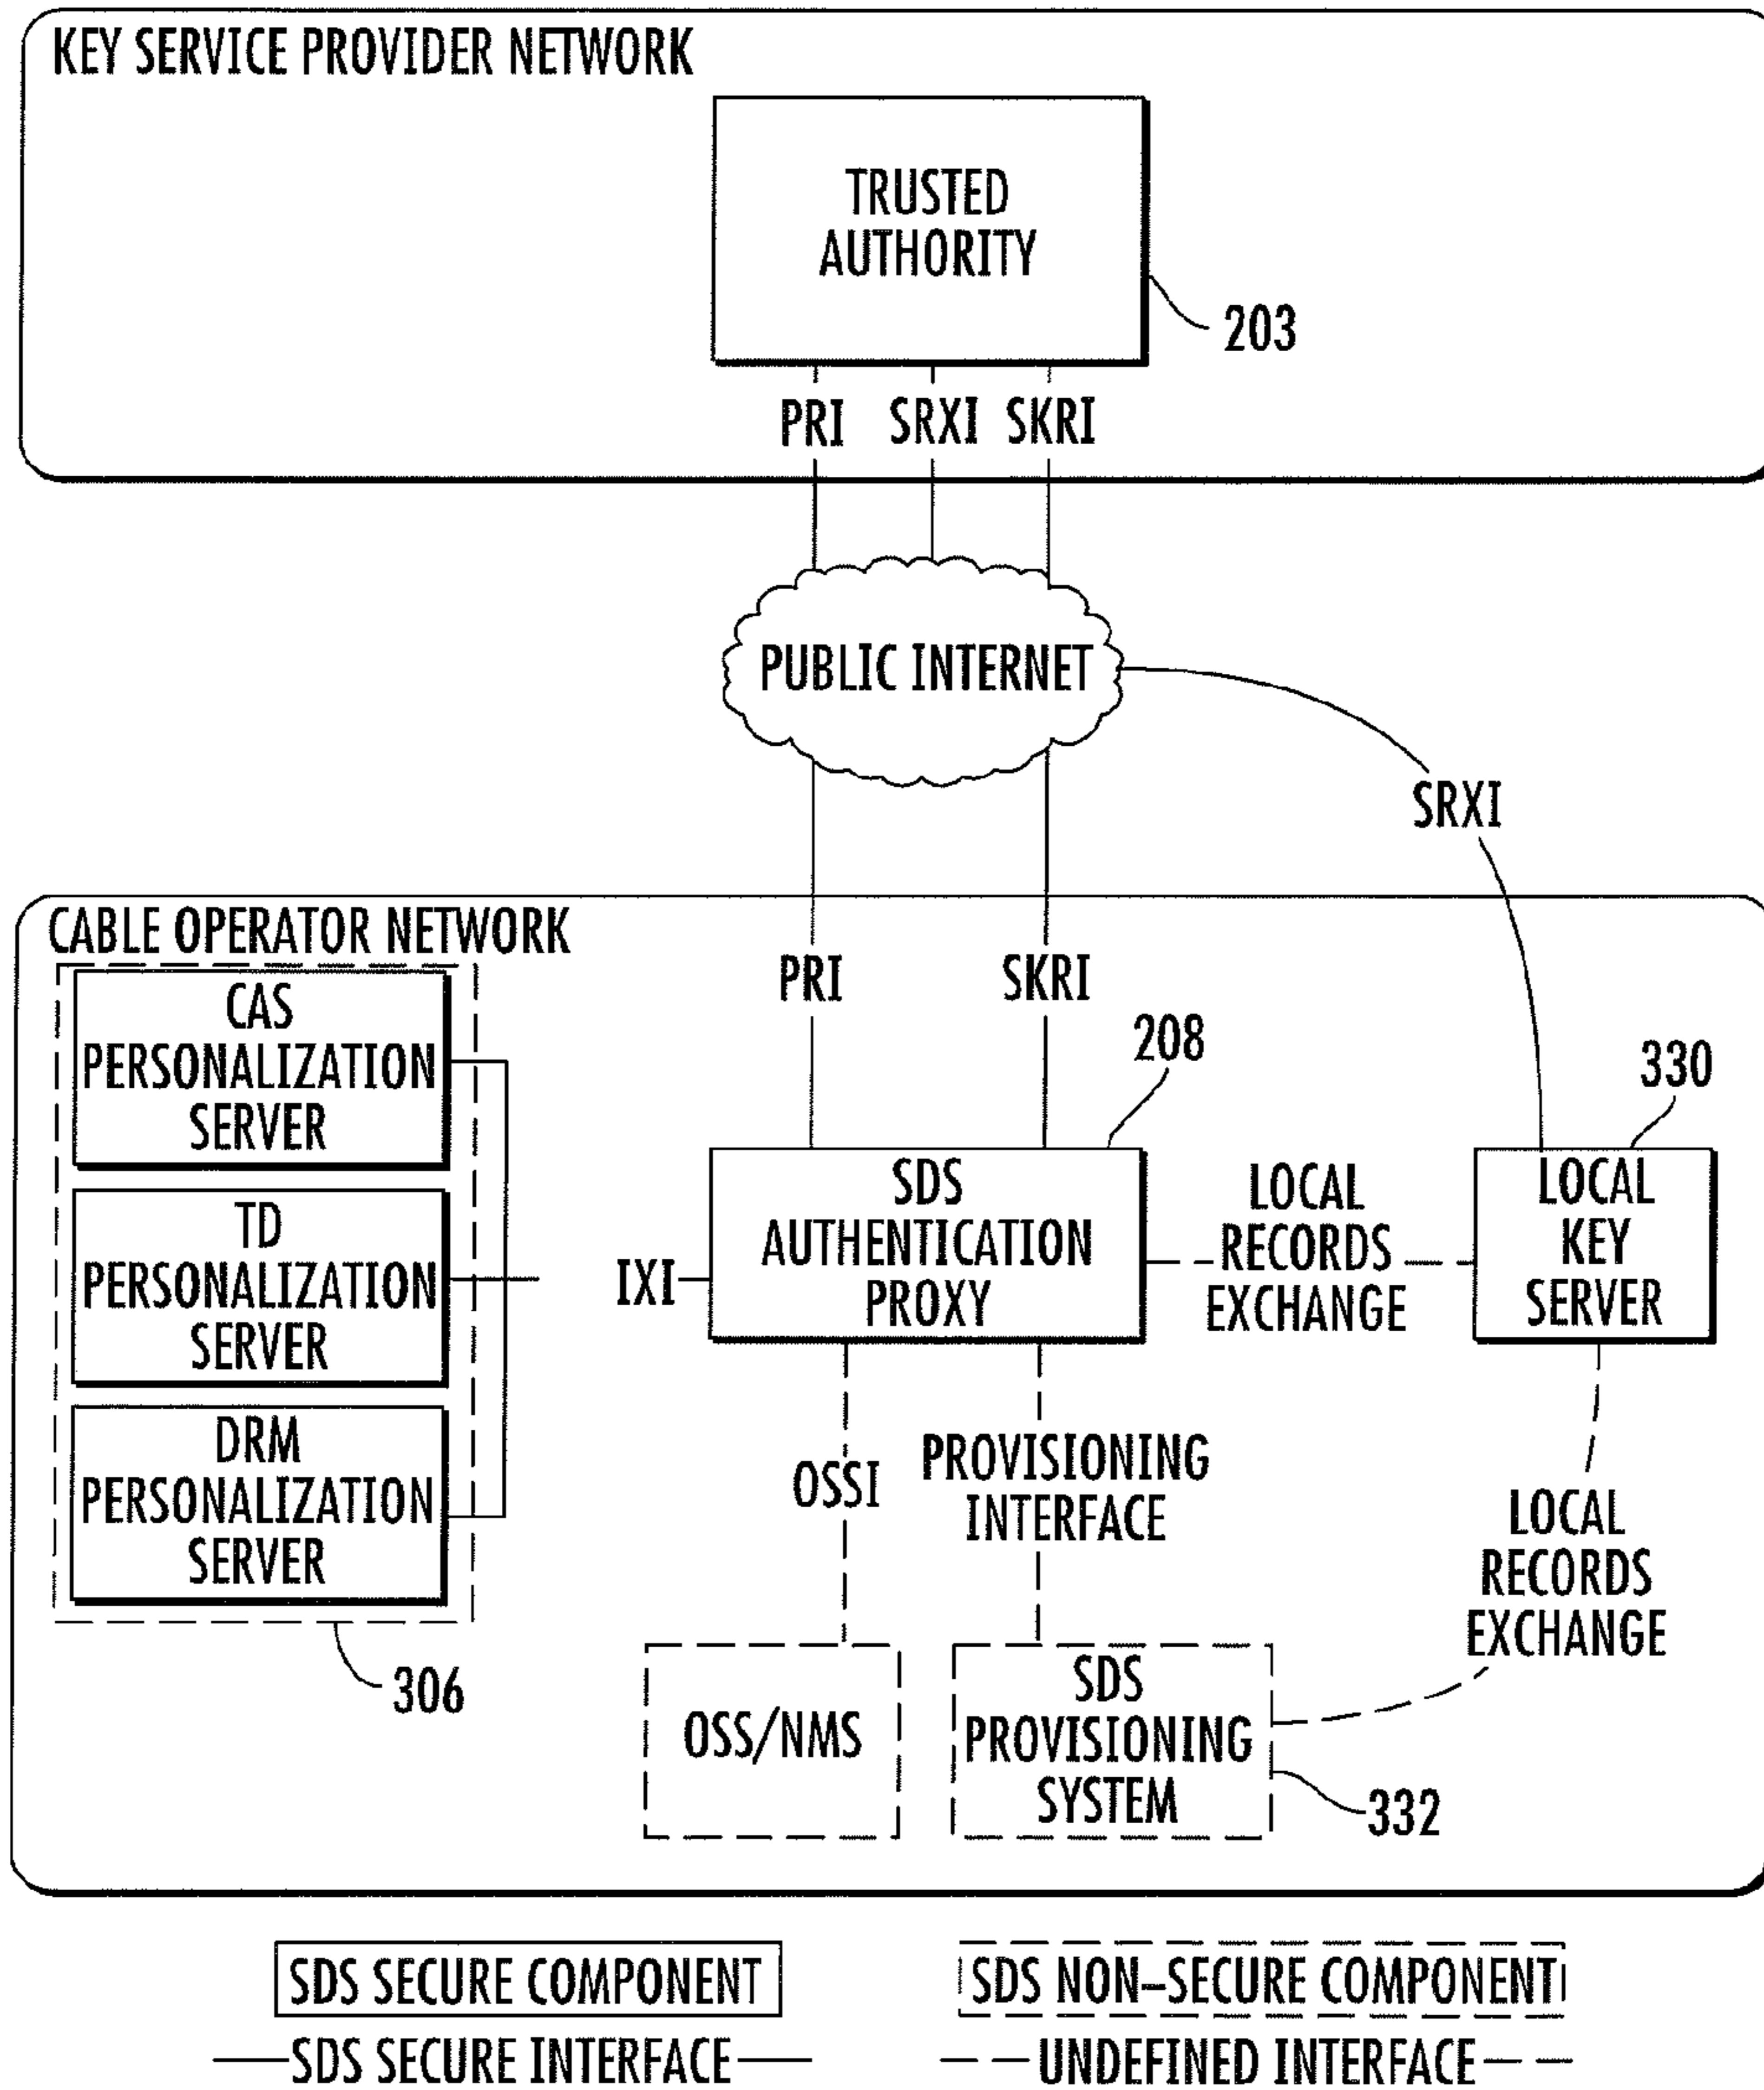 KEY SERVICE PROVIDER NETWORK
TRUSTED
AUTHORITY
203
PRI SRXI SKRI
PUBLIC INTERNET
SRXI
CABLE OPERATOR NETWORK
CAS
PERSONALIZATION
SERVER
TD
PERSONALIZATION
SERVER
DRM
PERSONALIZATION
SERVER
306
PRI
SKRI
208
330
IXI
SDS
AUTHENTICATION
PROXY
LOCAL
RECORDS
EXCHANGE
LOCAL
KEY
SERVER
OSSI
PROVISIONING
INTERFACE
LOCAL
RECORDS
EXCHANGE
OSS/NMS
SDS
PROVISIONING
SYSTEM
332
SDS SECURE COMPONENT
SDS NON-SECURE COMPONENT
SDS SECURE INTERFACE
UNDEFINED INTERFACE